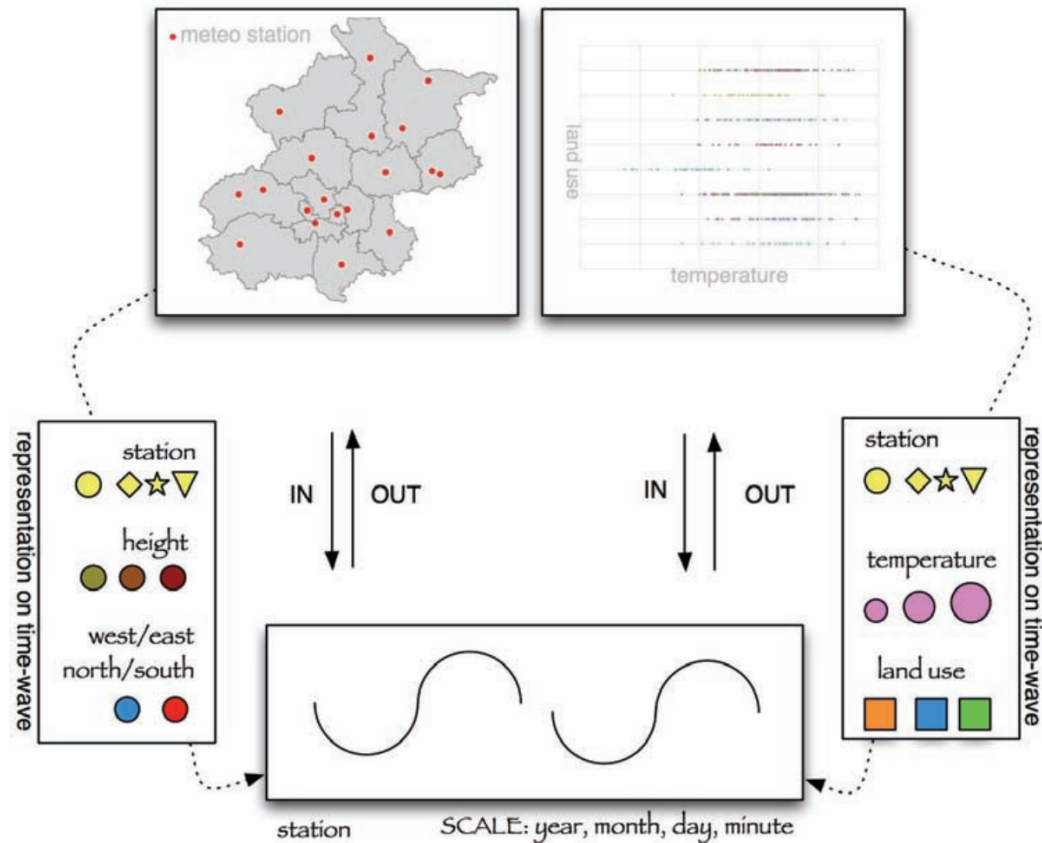 meteo station
land use
temperature
representation on time-wave
station
height
west/east
north/south
IN
OUT
IN
OUT
station
temperature
land use
representation on time-wave
station
SCALE: year, month, day, minute